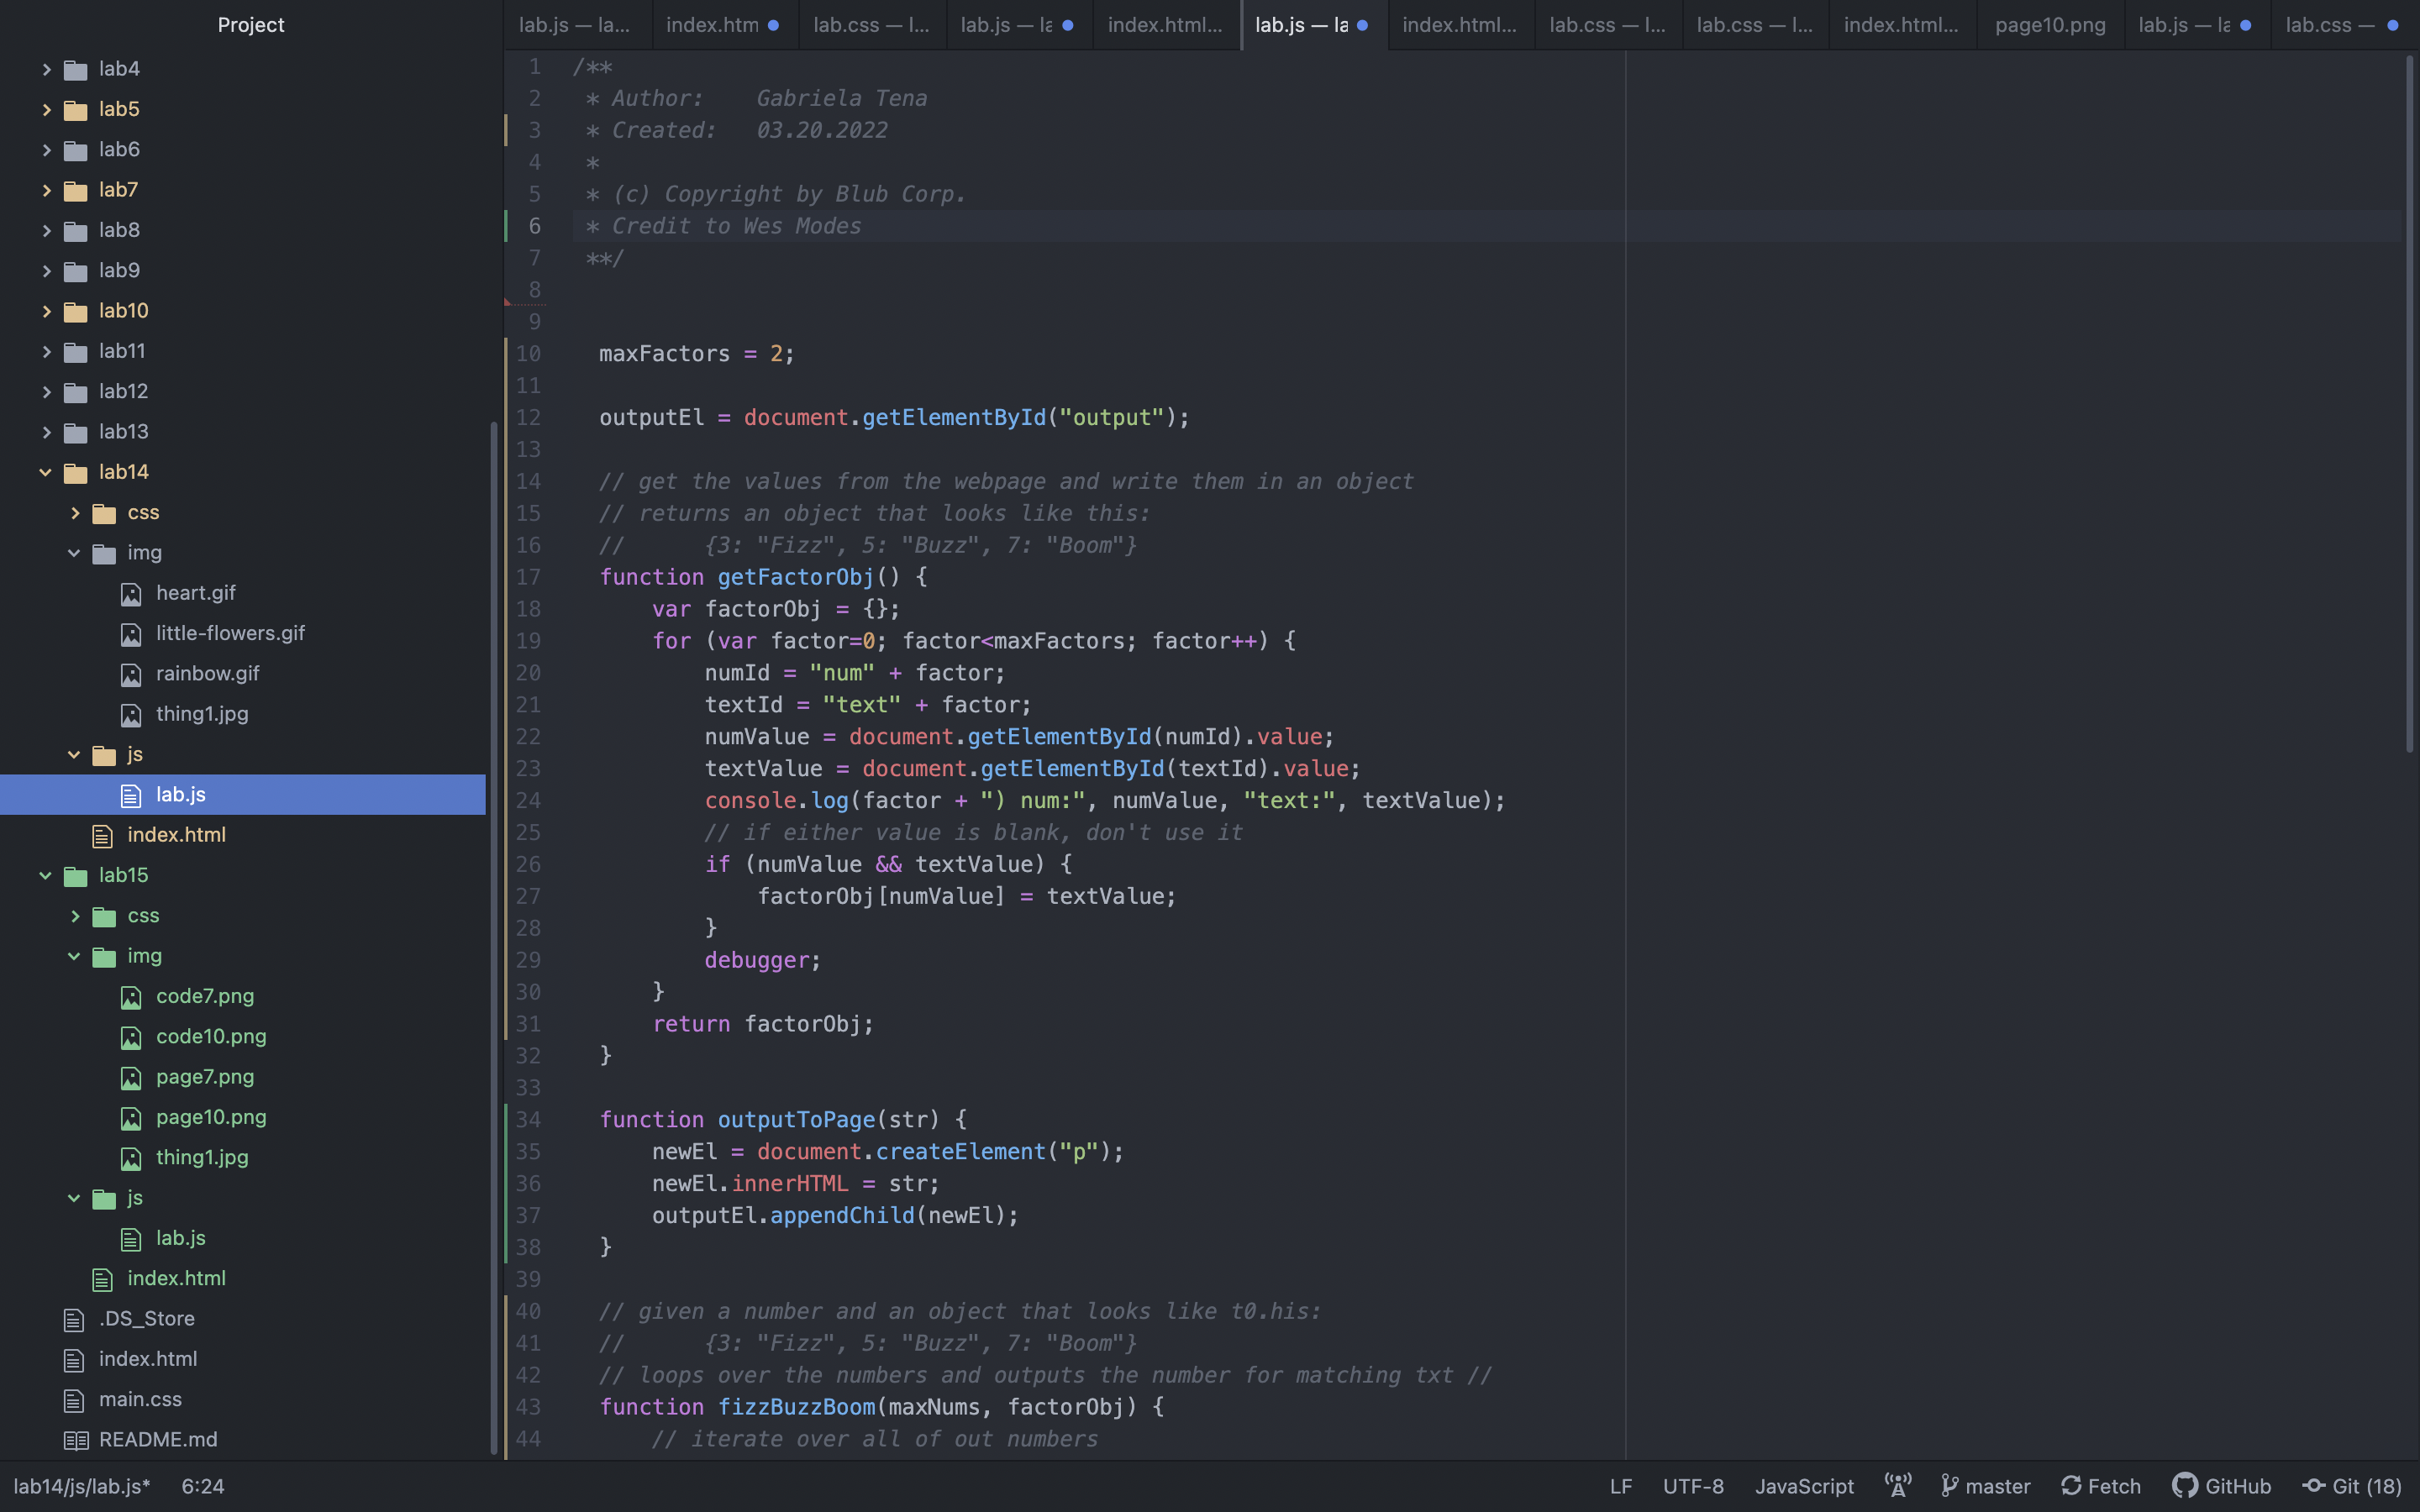 Project
lab4
lab5
lab6
lab7
lab8
lab9
lab10
lab11
lab12
lab13
lab14
css
img
heart.gif
little-flowers.gif
rainbow.gif
thing1.jpg
js
lab.js
index.html
lab15
css
img
code7.png
code10.png
page7.png
page10.png
thing1.jpg
js
lab.js
index.html
.DS_Store
index.html
main.css
README.md
lab.js — la...
index.htm
lab.css — l...
lab.js — la
index.html...
lab.js — la
index.html...
lab.css — l...
lab.css — l...
index.html...
page10.png
lab.js — la
lab.css —
1 /**
2  * Author:    Gabriela Tena
3  * Created:   03.20.2022
4  *
5  * (c) Copyright by Blub Corp.
6  * Credit to Wes Modes
7  **/
8
9
10   maxFactors = 2;
11
12   outputEl = document.getElementById("output");
13
14   // get the values from the webpage and write them in an object
15   // returns an object that looks like this:
16   //      {3: "Fizz", 5: "Buzz", 7: "Boom"}
17   function getFactorObj() {
18       var factorObj = {};
19       for (var factor=0; factor<maxFactors; factor++) {
20           numId = "num" + factor;
21           textId = "text" + factor;
22           numValue = document.getElementById(numId).value;
23           textValue = document.getElementById(textId).value;
24           console.log(factor + ") num:", numValue, "text:", textValue);
25           // if either value is blank, don't use it
26           if (numValue && textValue) {
27               factorObj[numValue] = textValue;
28           }
29           debugger;
30       }
31       return factorObj;
32   }
33
34   function outputToPage(str) {
35       newEl = document.createElement("p");
36       newEl.innerHTML = str;
37       outputEl.appendChild(newEl);
38   }
39
40   // given a number and an object that looks like t0.his:
41   //      {3: "Fizz", 5: "Buzz", 7: "Boom"}
42   // loops over the numbers and outputs the number for matching txt //
43   function fizzBuzzBoom(maxNums, factorObj) {
44       // iterate over all of out numbers
lab14/js/lab.js* 6:24 LF UTF-8 JavaScript master Fetch GitHub Git (18)